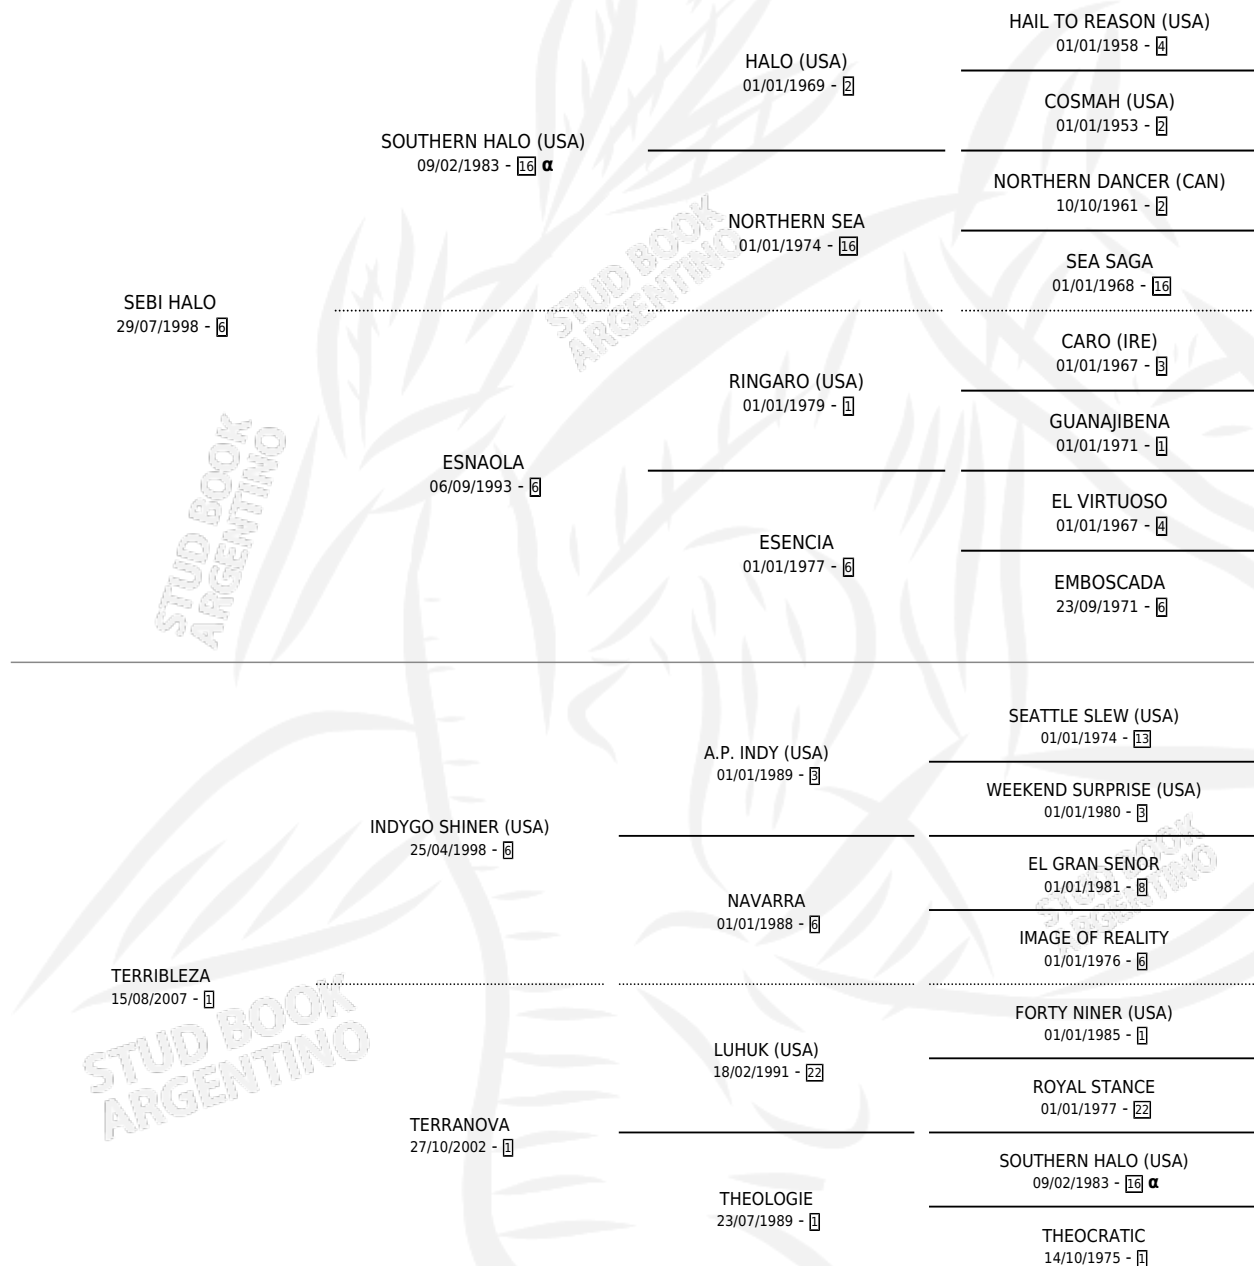 HAIL TO REASON (USA)
01/01/1958 - 4
HALO (USA)
01/01/1969 - 2
COSMAH (USA)
01/01/1953 - 2
SOUTHERN HALO (USA)
09/02/1983 - 16 α
NORTHERN DANCER (CAN)
10/10/1961 - 2
NORTHERN SEA
01/01/1974 - 16
SEA SAGA
01/01/1968 - 16
SEBI HALO
29/07/1998 - 6
CARO (IRE)
01/01/1967 - 3
RINGARO (USA)
01/01/1979 - 1
GUANAJIBENA
01/01/1971 - 1
ESNAOLA
06/09/1993 - 6
EL VIRTUOSO
01/01/1967 - 4
ESENCIA
01/01/1977 - 6
EMBOSCADA
23/09/1971 - 6
SEATTLE SLEW (USA)
01/01/1974 - 13
A.P. INDY (USA)
01/01/1989 - 3
WEEKEND SURPRISE (USA)
01/01/1980 - 3
INDYGO SHINER (USA)
25/04/1998 - 6
EL GRAN SENOR
01/01/1981 - 8
NAVARRA
01/01/1988 - 6
IMAGE OF REALITY
01/01/1976 - 6
TERRIBLEZA
15/08/2007 - 1
FORTY NINER (USA)
01/01/1985 - 1
LUHUK (USA)
18/02/1991 - 22
ROYAL STANCE
01/01/1977 - 22
TERRANOVA
27/10/2002 - 1
SOUTHERN HALO (USA)
09/02/1983 - 16 α
THEOLOGIE
23/07/1989 - 1
THEOCRATIC
14/10/1975 - 1
STUD BOOK
ARGENTINO
STUD BOOK
ARGENTINO
STUD BOOK
ARGENTINO
STUD BOOK
ARGENTINO